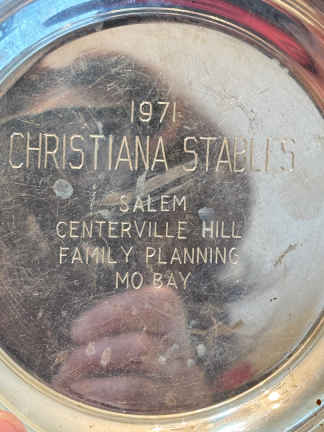 1971
CHRISTIANA STABLES
SALEM
CENTERVILLE HILL
FAMILY PLANNING
MO BAY